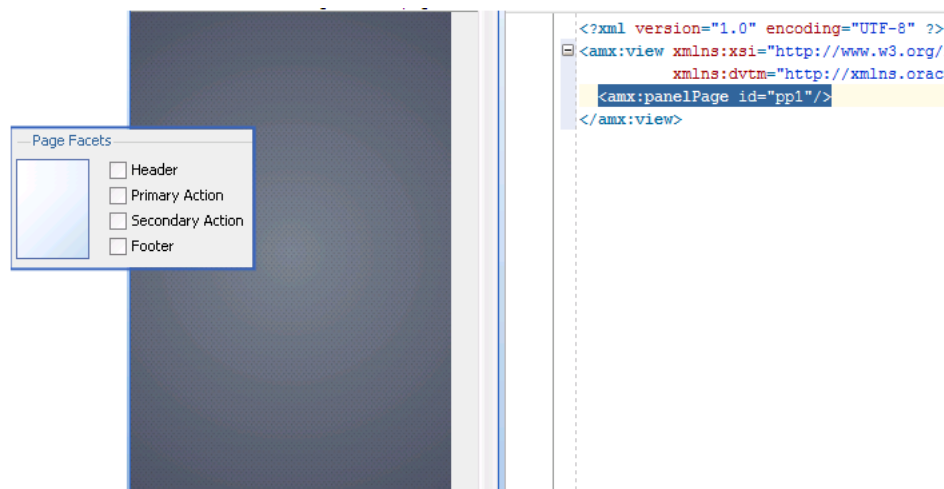 Page Facets
Header
Primary Action
Secondary Action
Footer
<?xml version="1.0" encoding="UTF-8" ?>
<amx:view xmlns:xsi="http://www.w3.org/
xmlns:dvtm="http://xmlns.orac
<amx:panelPage id="pp1"/>
</amx:view>